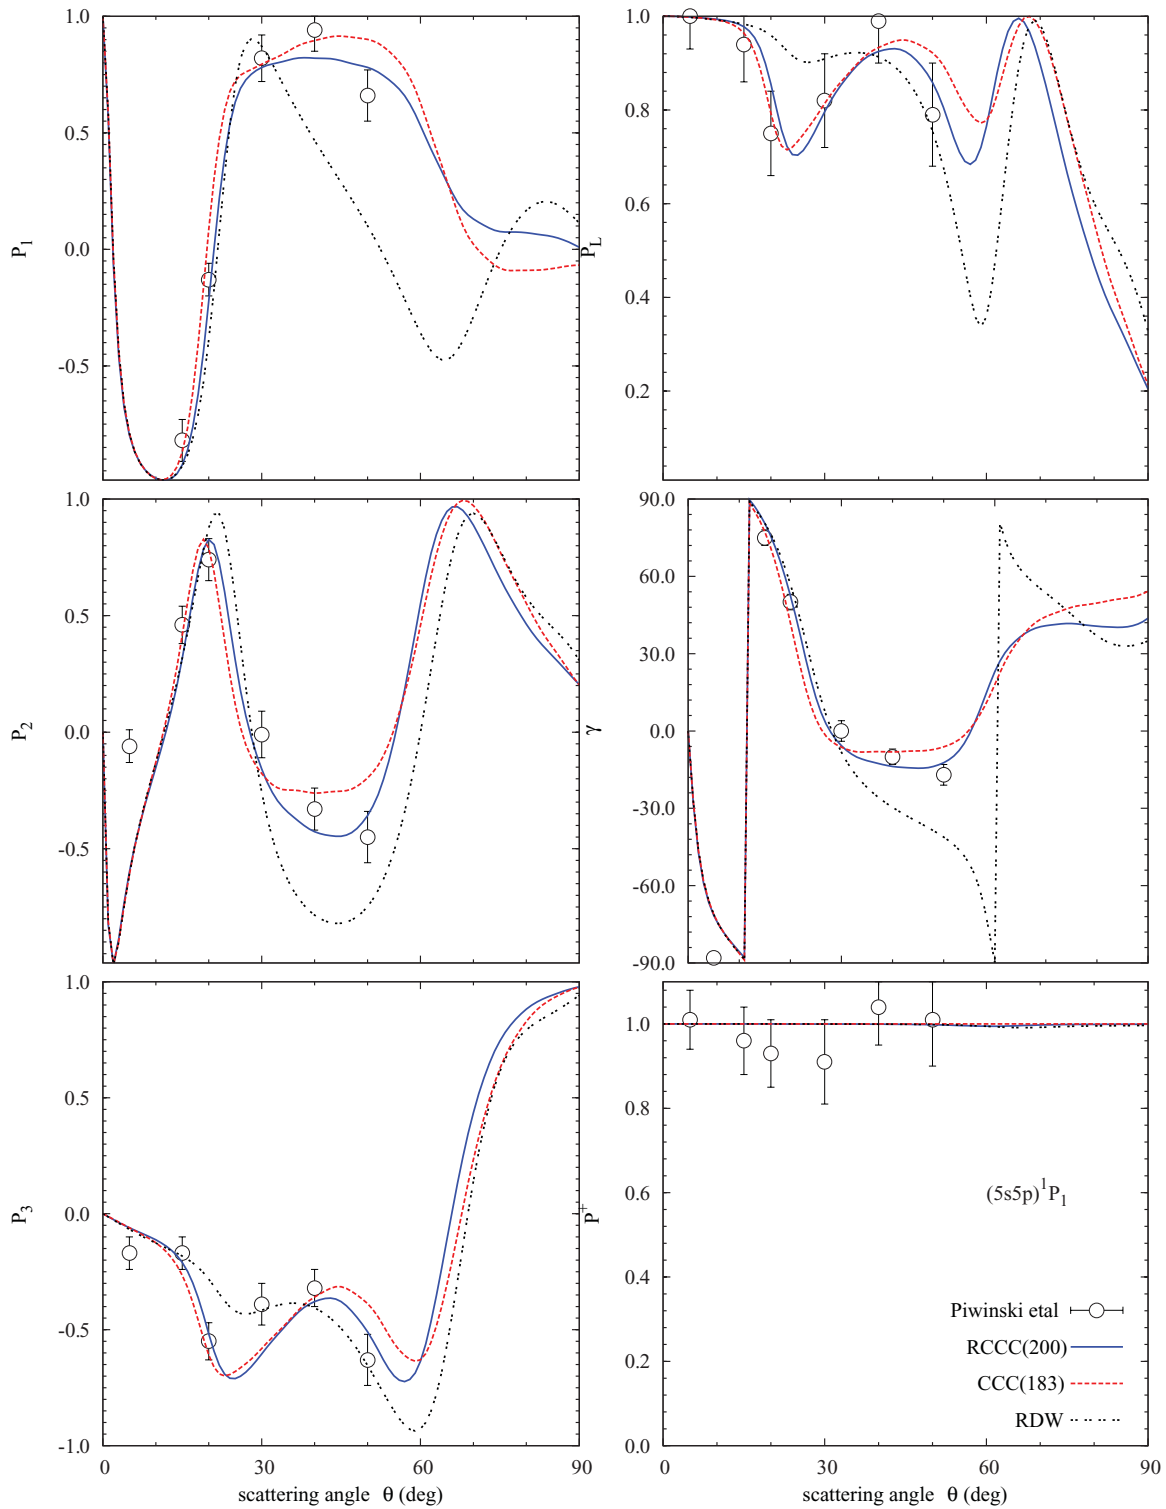 1.0
0.5
0.0
-0.5
P1
1.0
0.8
0.6
0.4
0.2
PL
1.0
0.5
0.0
-0.5
P2
90.0
60.0
30.0
0.0
-30.0
-60.0
-90.0
γ
1.0
0.5
0.0
-0.5
-1.0
P3
0 30 60 90
scattering angle θ (deg)
1.0
0.8
0.6
0.4
0.2
0.0
P+
(5s5p)1P1
Piwinski etal
RCCC(200)
CCC(183)
RDW
0 30 60 90
scattering angle θ (deg)